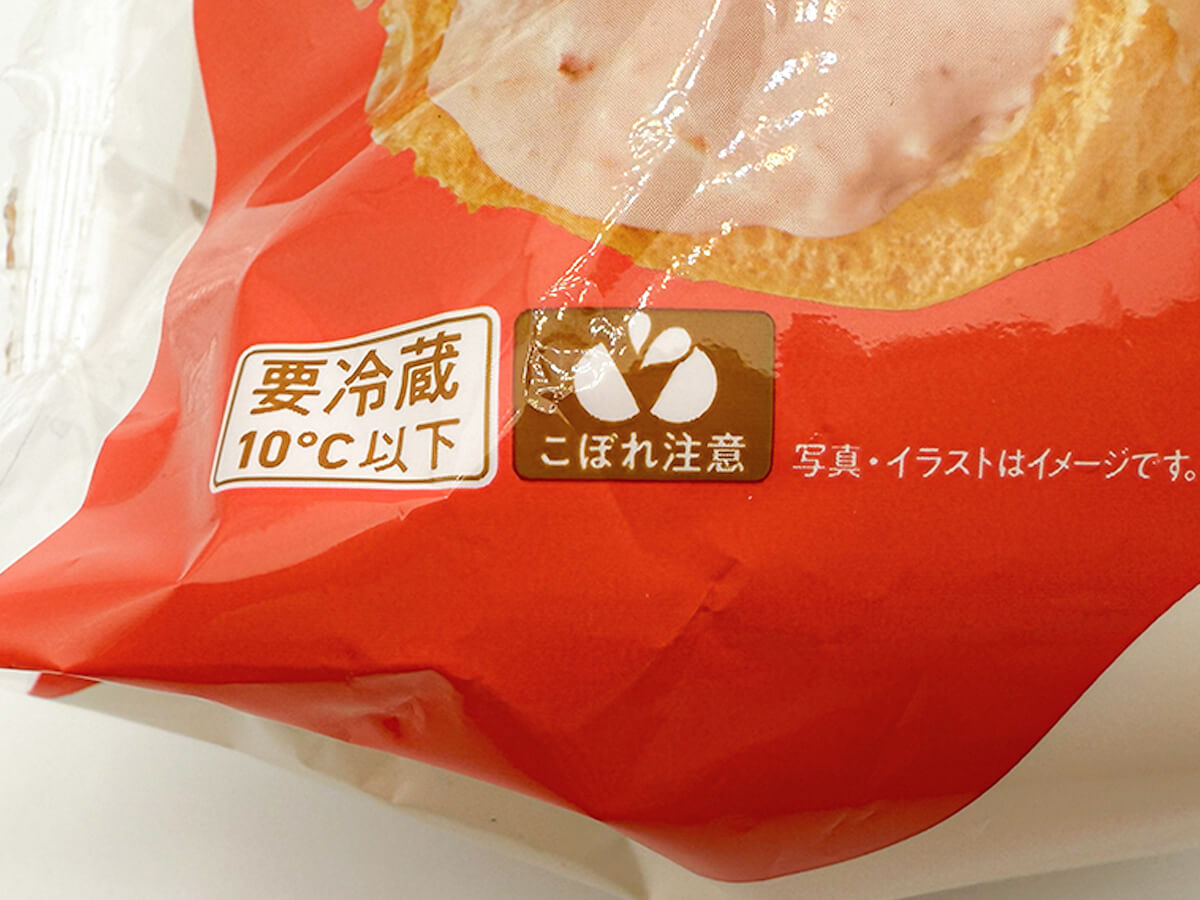 要冷蔵
10℃以下
こぼれ注意
写真・イラストはイメージです。